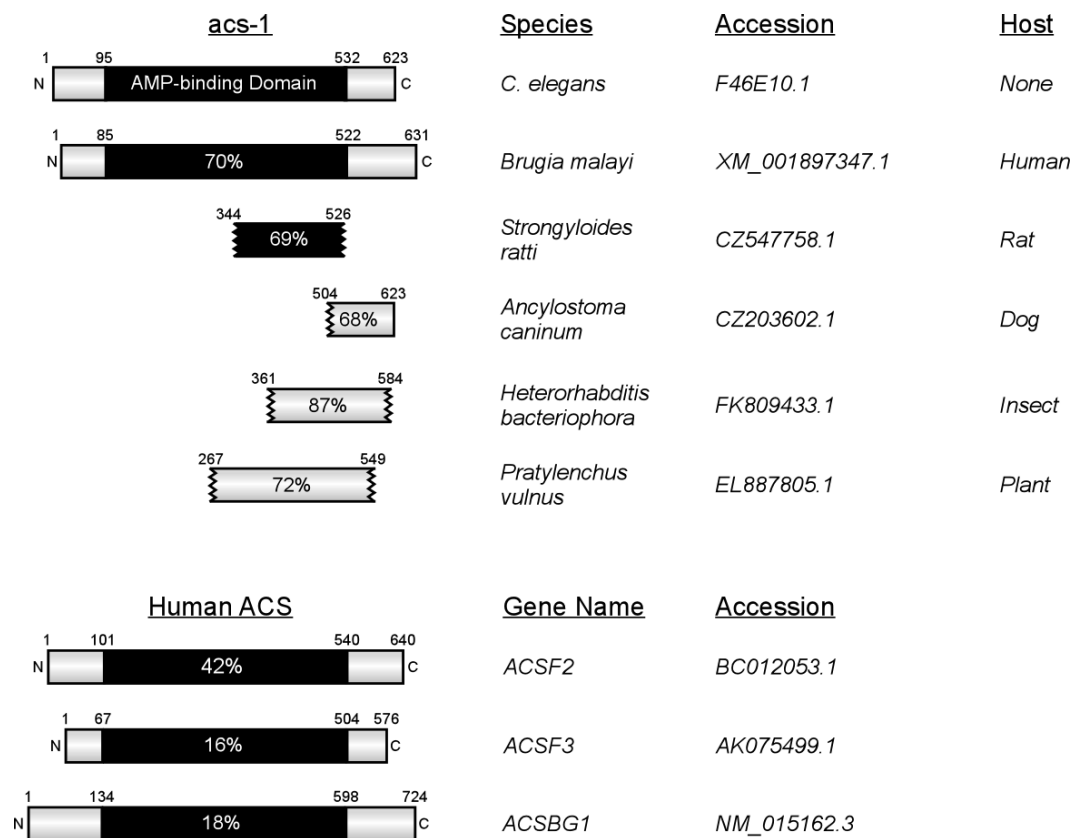 acs-1 Species Accession Host
1 95 532 623
N AMP-binding Domain C C. elegans F46E10.1 None
1 85 522 631
N 70% C Brugia malayi XM_001897347.1 Human
344 526
69% Strongyloides ratti CZ547758.1 Rat
504 623
68% Ancylostoma caninum CZ203602.1 Dog
361 584
87% Heterorhabditis bacteriophora FK809433.1 Insect
267 549
72% Pratylenchus vulnus EL887805.1 Plant
Human ACS Gene Name Accession
1 101 540 640
N 42% C ACSF2 BC012053.1
1 67 504 576
N 16% C ACSF3 AK075499.1
1 134 598 724
N 18% C ACSBG1 NM_015162.3